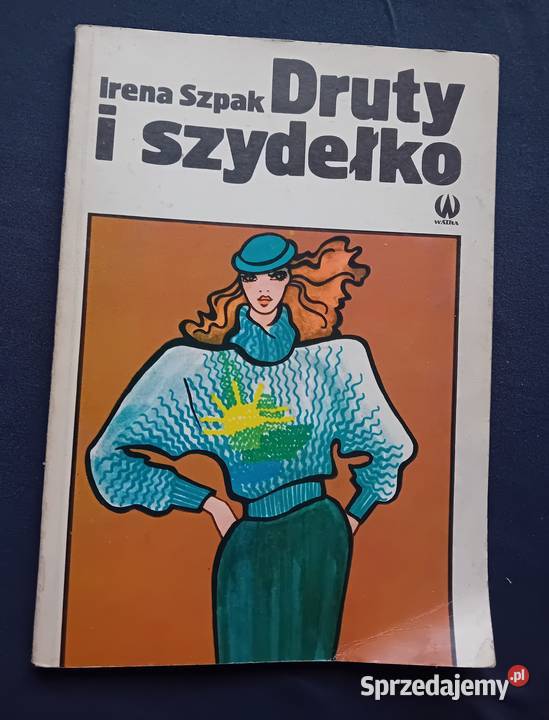 Irena Szpak Druty
i szydełko
WATRA
Sprzedajemy.pl